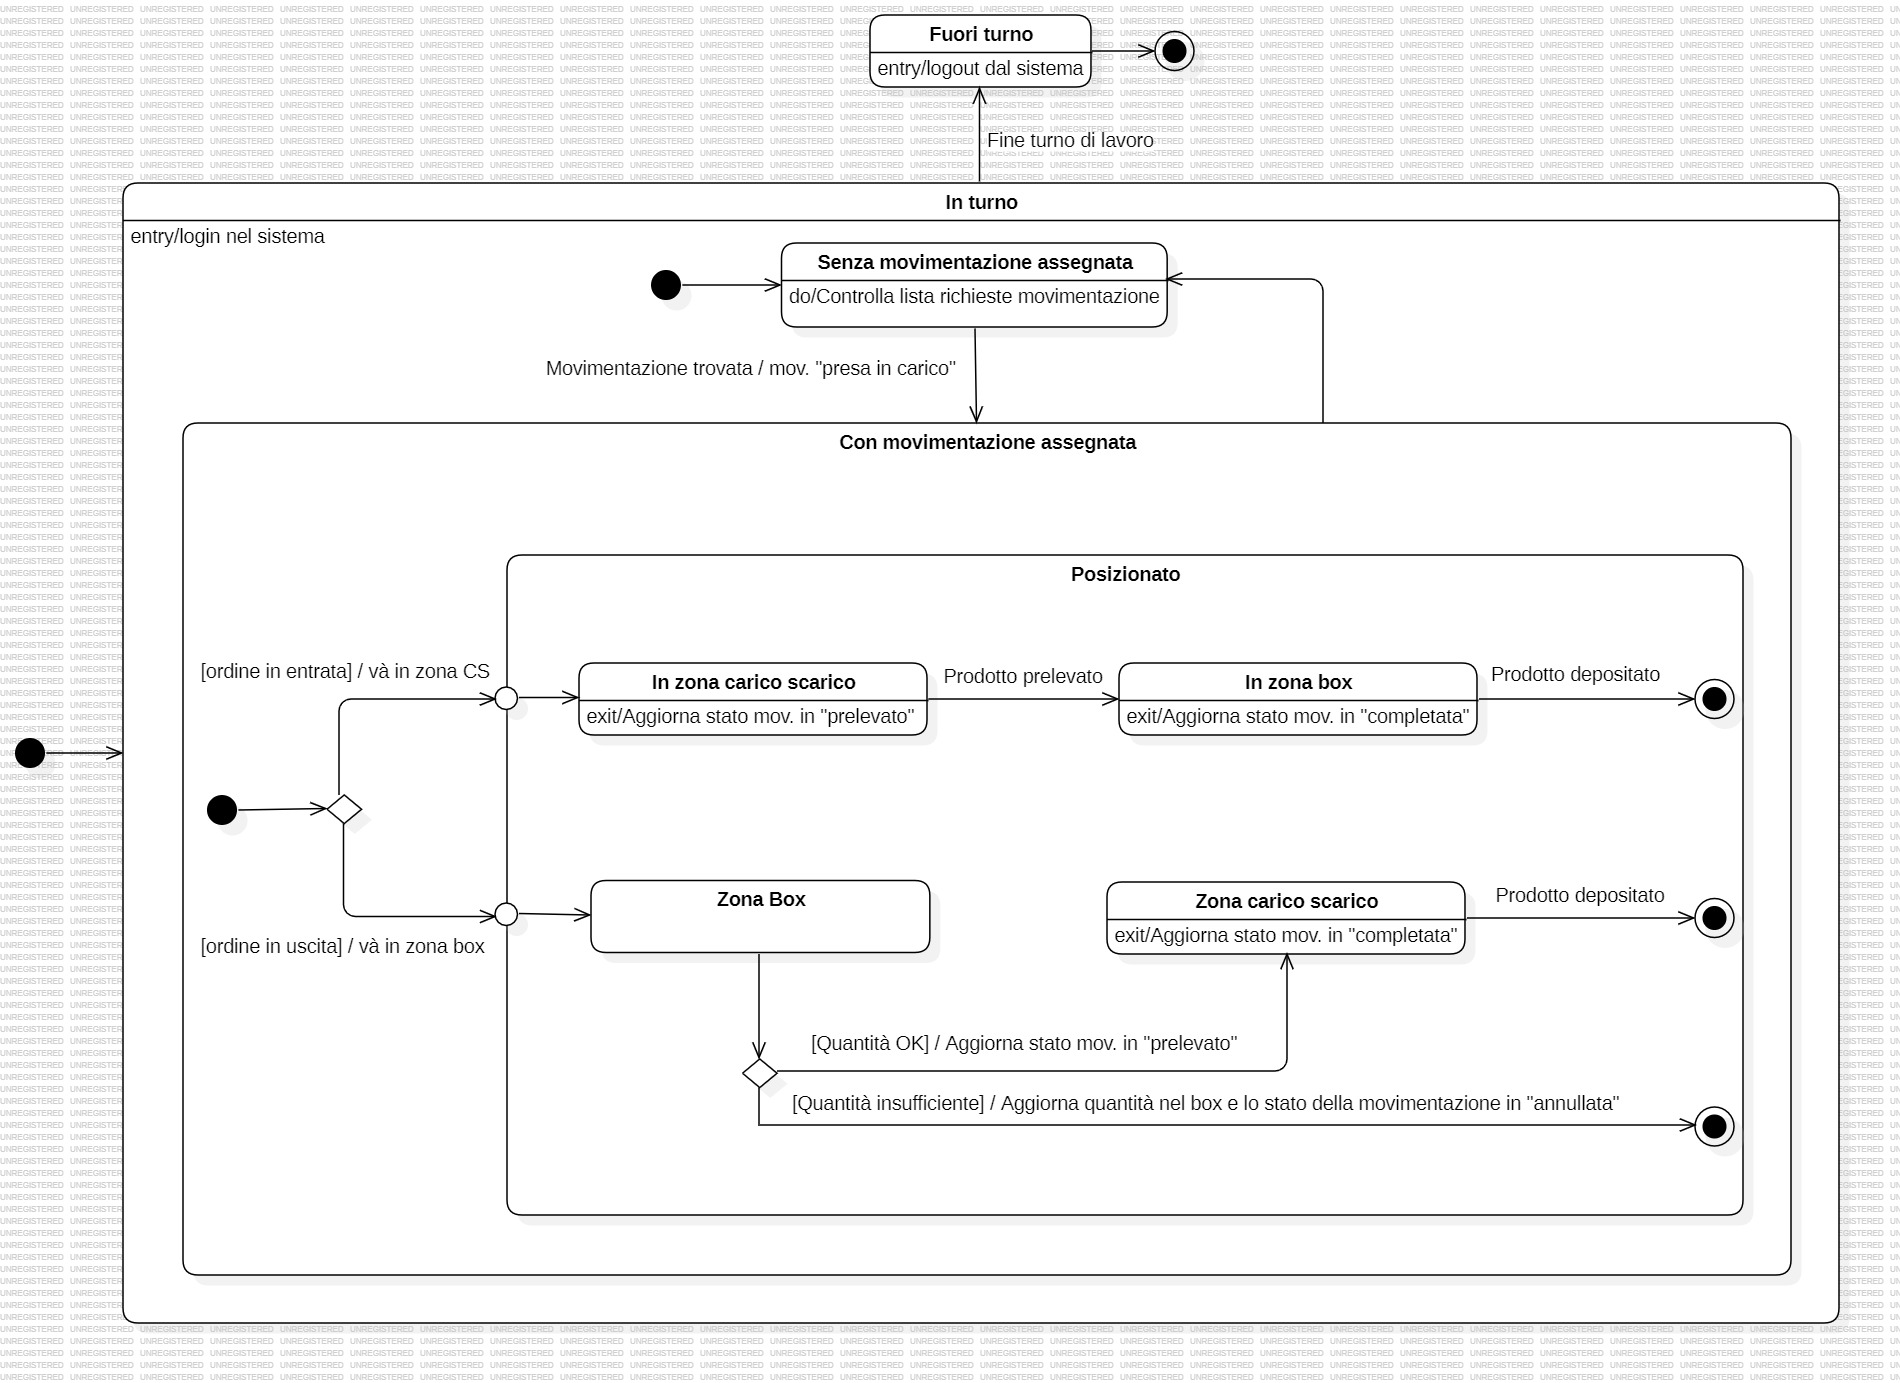 Fuori turno
entry/logout dal sistema
Fine turno di lavoro
In turno
entry/login nel sistema
Senza movimentazione assegnata
do/Controlla lista richieste movimentazione
Movimentazione trovata / mov. "presa in carico"
Con movimentazione assegnata
Posizionato
[ordine in entrata] / và in zona CS
In zona carico scarico
exit/Aggiorna stato mov. in "prelevato"
Prodotto prelevato
In zona box
exit/Aggiorna stato mov. in "completata"
Prodotto depositato
[ordine in uscita] / và in zona box
Zona Box
Zona carico scarico
exit/Aggiorna stato mov. in "completata"
Prodotto depositato
[Quantità OK] / Aggiorna stato mov. in "prelevato"
[Quantità insufficiente] / Aggiorna quantità nel box e lo stato della movimentazione in "annullata"
UNREGISTERED